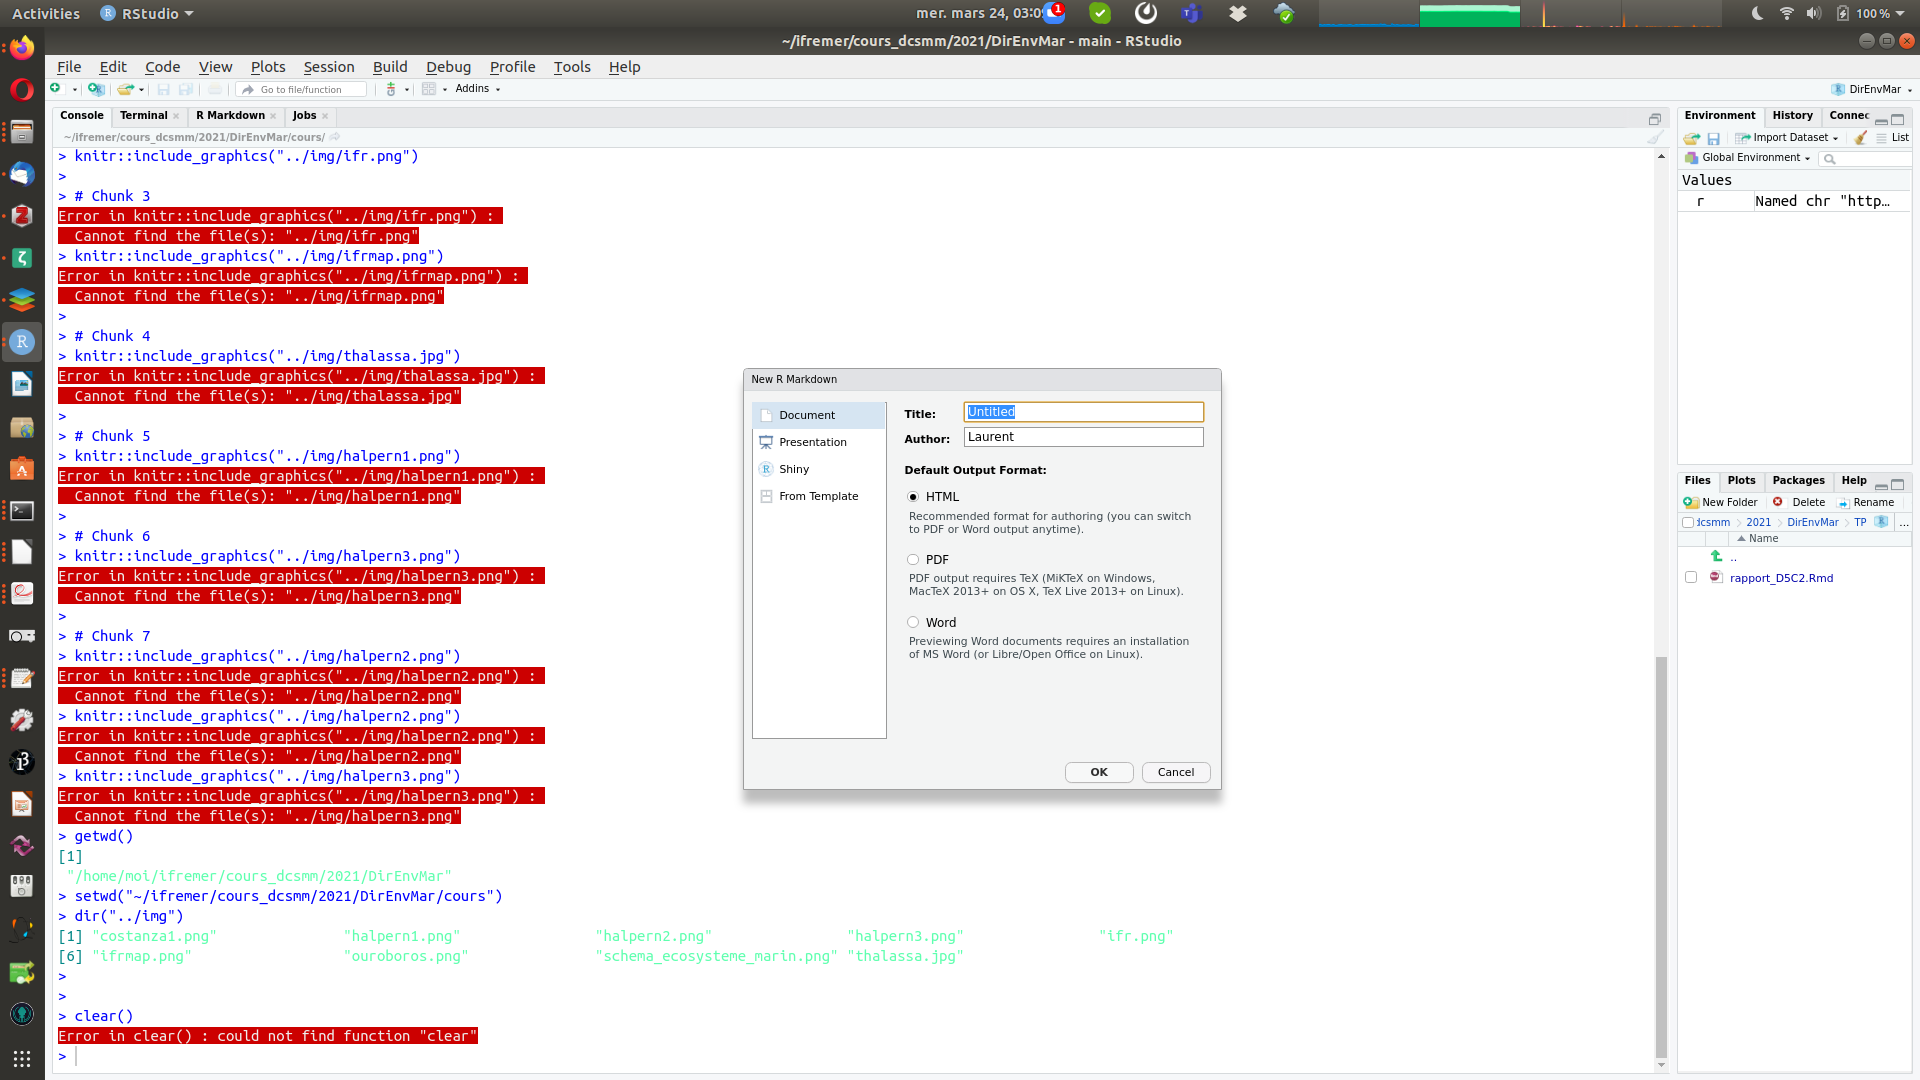 Activities
RStudio
mer. mars 24, 03:0
1
100 %
~/ifremer/cours_dcsmm/2021/DirEnvMar - main - RStudio
File Edit Code View Plots Session Build Debug Profile Tools Help
Go to file/function
Addins
DirEnvMar
Console Terminal R Markdown Jobs
~/ifremer/cours_dcsmm/2021/DirEnvMar/cours/
> knitr::include_graphics("../img/ifr.png")
>
> # Chunk 3
Error in knitr::include_graphics("../img/ifr.png") :
Cannot find the file(s): "../img/ifr.png"
> knitr::include_graphics("../img/ifrmap.png")
Error in knitr::include_graphics("../img/ifrmap.png") :
Cannot find the file(s): "../img/ifrmap.png"
>
> # Chunk 4
> knitr::include_graphics("../img/thalassa.jpg")
Error in knitr::include_graphics("../img/thalassa.jpg") :
Cannot find the file(s): "../img/thalassa.jpg"
>
> # Chunk 5
> knitr::include_graphics("../img/halpern1.png")
Error in knitr::include_graphics("../img/halpern1.png") :
Cannot find the file(s): "../img/halpern1.png"
>
> # Chunk 6
> knitr::include_graphics("../img/halpern3.png")
Error in knitr::include_graphics("../img/halpern3.png") :
Cannot find the file(s): "../img/halpern3.png"
>
> # Chunk 7
> knitr::include_graphics("../img/halpern2.png")
Error in knitr::include_graphics("../img/halpern2.png") :
Cannot find the file(s): "../img/halpern2.png"
> knitr::include_graphics("../img/halpern2.png")
Error in knitr::include_graphics("../img/halpern2.png") :
Cannot find the file(s): "../img/halpern2.png"
> knitr::include_graphics("../img/halpern3.png")
Error in knitr::include_graphics("../img/halpern3.png") :
Cannot find the file(s): "../img/halpern3.png"
> getwd()
[1]
"/home/moi/ifremer/cours_dcsmm/2021/DirEnvMar"
> setwd("~/ifremer/cours_dcsmm/2021/DirEnvMar/cours")
> dir("../img")
[1] "costanza1.png" "halpern1.png" "halpern2.png" "halpern3.png" "ifr.png"
[6] "ifrmap.png" "ouroboros.png" "schema_ecosysteme_marin.png" "thalassa.jpg"
>
>
> clear()
Error in clear() : could not find function "clear"
>
New R Markdown
Document
Presentation
Shiny
From Template
Title: Untitled
Author: Laurent
Default Output Format:
HTML
Recommended format for authoring (you can switch
to PDF or Word output anytime).
PDF
PDF output requires TeX (MiKTeX on Windows,
MacTeX 2013+ on OS X, TeX Live 2013+ on Linux).
Word
Previewing Word documents requires an installation
of MS Word (or Libre/Open Office on Linux).
OK Cancel
Environment History Connec
Import Dataset List
Global Environment
Values
r Named chr "http…
Files Plots Packages Help
New Folder Delete Rename
dcsmm 2021 DirEnvMar TP ...
Name
..
rapport_D5C2.Rmd